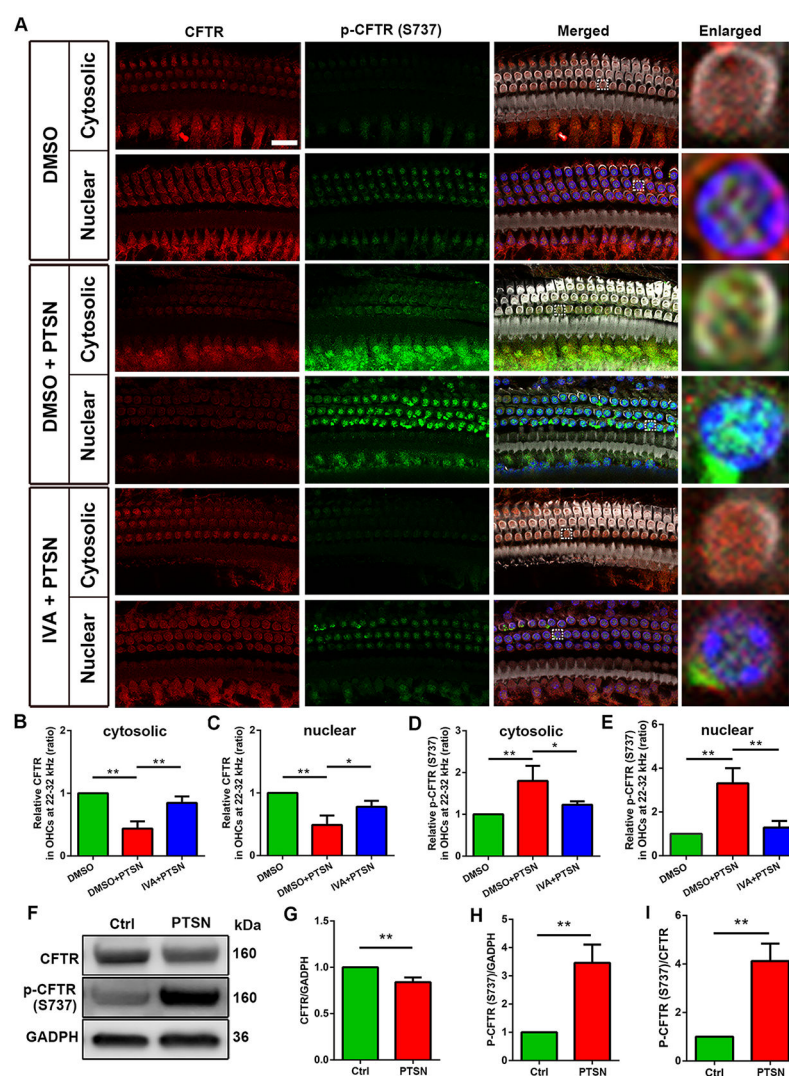 A
CFTR
p-CFTR (S737)
Merged
Enlarged
DMSO
Cytosolic
Nuclear
DMSO + PTSN
Cytosolic
Nuclear
IVA + PTSN
Cytosolic
Nuclear
B
cytosolic
Relative CFTR
in OHCs at 22-32 kHz (ratio)
2
1
0
**
**
DMSO
DMSO+PTSN
IVA+PTSN
C
nuclear
Relative CFTR
in OHCs at 22-32 kHz (ratio)
2
1
0
**
*
DMSO
DMSO+PTSN
IVA+PTSN
D
cytosolic
Relative p-CFTR (S737)
in OHCs at 22-32 kHz (ratio)
3
2
1
0
**
*
DMSO
DMSO+PTSN
IVA+PTSN
E
nuclear
Relative p-CFTR (S737)
in OHCs at 22-32 kHz (ratio)
6
4
2
0
**
**
DMSO
DMSO+PTSN
IVA+PTSN
F
Ctrl
PTSN
kDa
CFTR
160
p-CFTR
(S737)
160
GADPH
36
G
CFTR/GADPH
1.5
1.0
0.5
0.0
**
Ctrl
PTSN
H
P-CFTR (S737)/GADPH
5
4
3
2
1
0
**
Ctrl
PTSN
I
P-CFTR (S737)/CFTR
6
4
2
0
**
Ctrl
PTSN